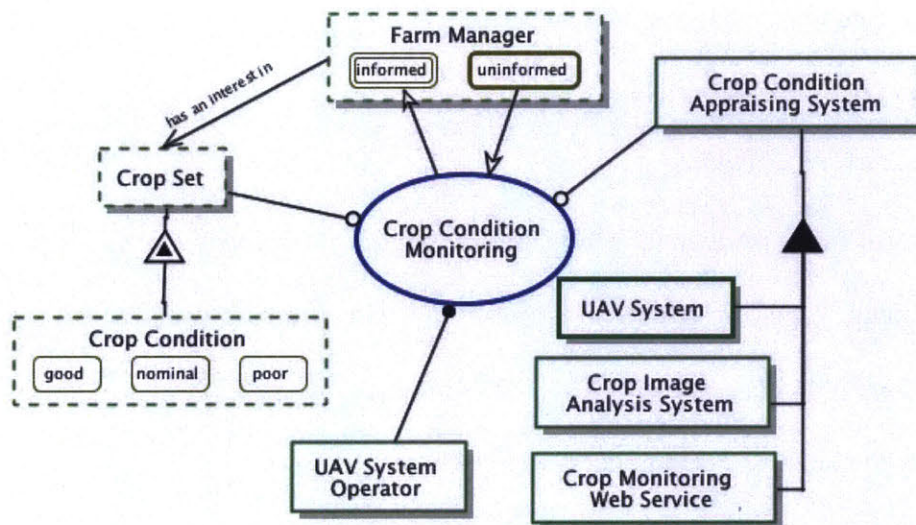 Farm Manager
informed
uninformed
has an interest in
Crop Condition
Appraising System
Crop Set
Crop Condition
Monitoring
UAV System
Crop Condition
good
nominal
poor
Crop Image
Analysis System
UAV System
Operator
Crop Monitoring
Web Service